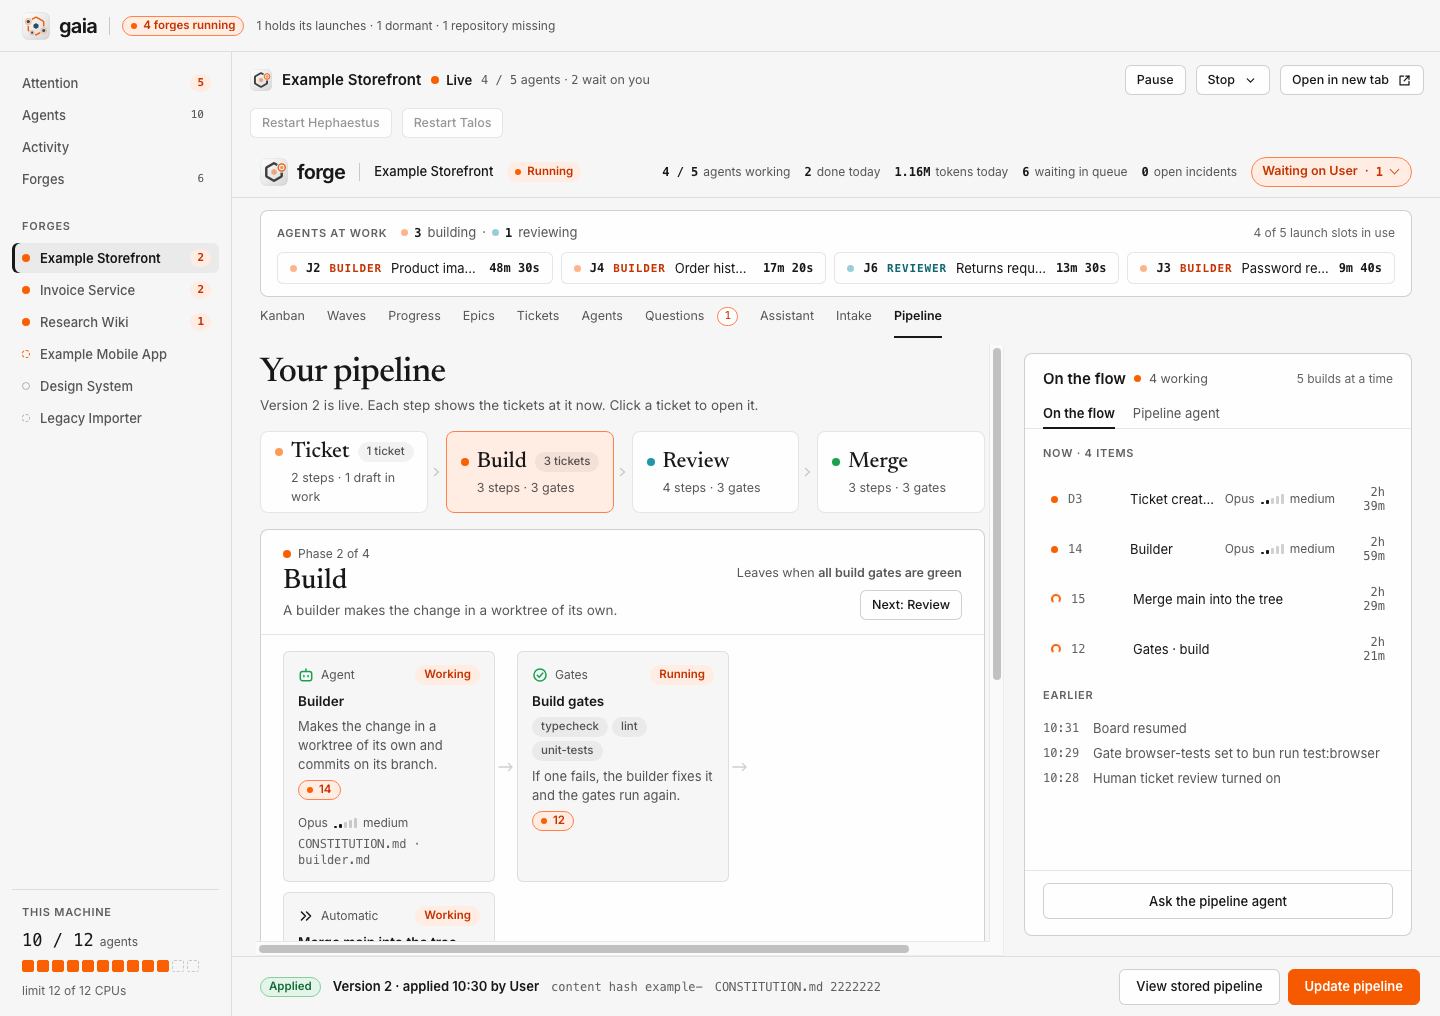 gaia
4 forges running
1 holds its launches · 1 dormant · 1 repository missing
Attention 5
Agents 10
Activity
Forges 6
FORGES
Example Storefront 2
Invoice Service 2
Research Wiki 1
Example Mobile App
Design System
Legacy Importer
THIS MACHINE
10 / 12 agents
limit 12 of 12 CPUs
Example Storefront Live 4 / 5 agents · 2 wait on you
Pause
Stop
Open in new tab
Restart Hephaestus
Restart Talos
forge
Example Storefront
Running
4 / 5 agents working 2 done today 1.16M tokens today 6 waiting in queue 0 open incidents
Waiting on User · 1
AGENTS AT WORK 3 building · 1 reviewing
4 of 5 launch slots in use
J2 BUILDER Product ima... 48m 30s
J4 BUILDER Order hist... 17m 20s
J6 REVIEWER Returns requ... 13m 30s
J3 BUILDER Password re... 9m 40s
Kanban Waves Progress Epics Tickets Agents Questions 1 Assistant Intake Pipeline
Your pipeline
Version 2 is live. Each step shows the tickets at it now. Click a ticket to open it.
Ticket 1 ticket
2 steps · 1 draft in
work
Build 3 tickets
3 steps · 3 gates
Review
4 steps · 3 gates
Merge
3 steps · 3 gates
Phase 2 of 4
Build
A builder makes the change in a worktree of its own.
Leaves when all build gates are green
Next: Review
Agent Working
Builder
Makes the change in a
worktree of its own and
commits on its branch.
14
Opus medium
CONSTITUTION.md ·
builder.md
Gates Running
Build gates
typecheck lint
unit-tests
If one fails, the builder fixes it
and the gates run again.
12
Automatic Working
Merge main into the tree
On the flow 4 working 5 builds at a time
On the flow Pipeline agent
NOW · 4 ITEMS
D3 Ticket creat... Opus medium 2h
39m
14 Builder Opus medium 2h
59m
15 Merge main into the tree 2h
29m
12 Gates · build 2h
21m
EARLIER
10:31 Board resumed
10:29 Gate browser-tests set to bun run test:browser
10:28 Human ticket review turned on
Ask the pipeline agent
Applied Version 2 · applied 10:30 by User content hash example– CONSTITUTION.md 2222222
View stored pipeline
Update pipeline